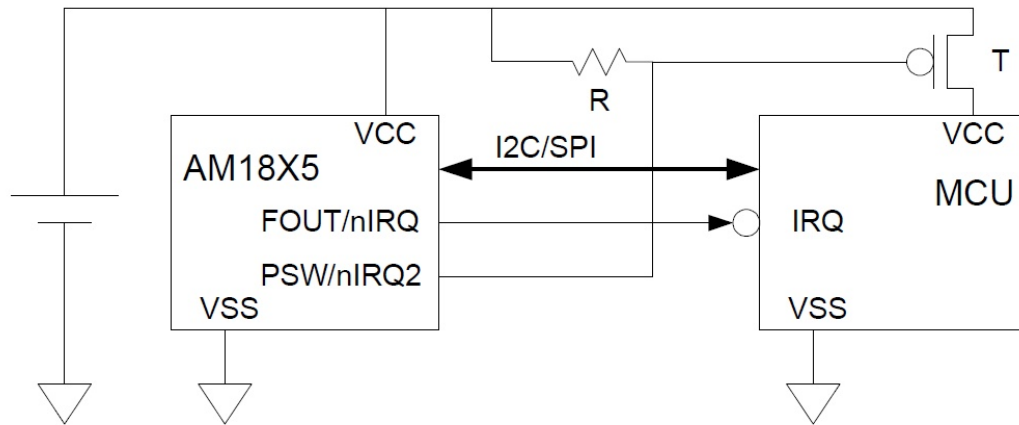 T
R
VCC
VCC
I2C/SPI
AM18X5
MCU
FOUT/nIRQ
IRQ
PSW/nIRQ2
VSS
VSS